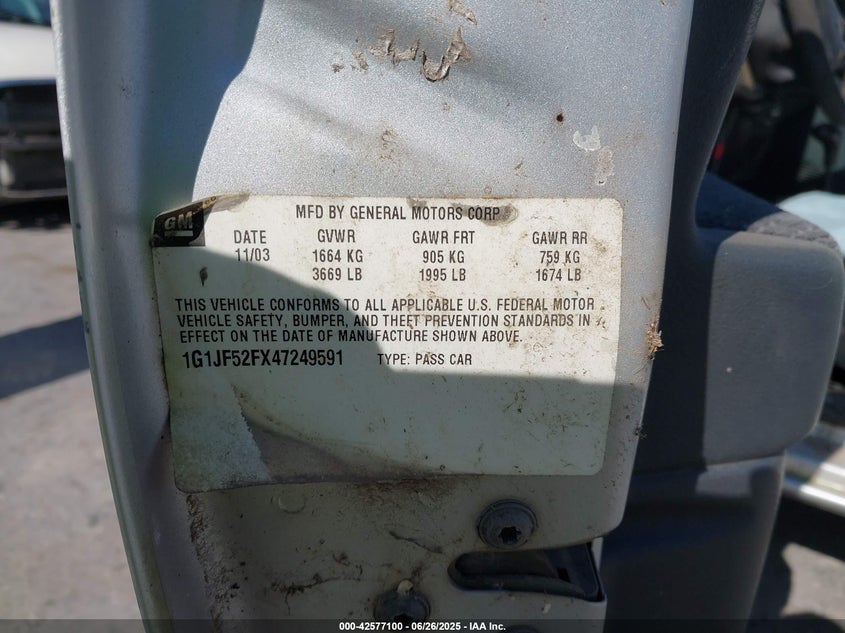 GM
MFD BY GENERAL MOTORS CORP
DATE GVWR GAWR FRT GAWR RR
11/03 1664 KG 905 KG 759 KG
3669 LB 1995 LB 1674 LB
THIS VEHICLE CONFORMS TO ALL APPLICABLE U.S. FEDERAL MOTOR
VEHICLE SAFETY, BUMPER, AND THEFT PREVENTION STANDARDS IN
EFFECT ON THE DATE OF MANUFACTURE SHOWN ABOVE.
1G1JF52FX47249591 TYPE: PASS CAR
000-42577100 - 06/26/2025 - IAA Inc.